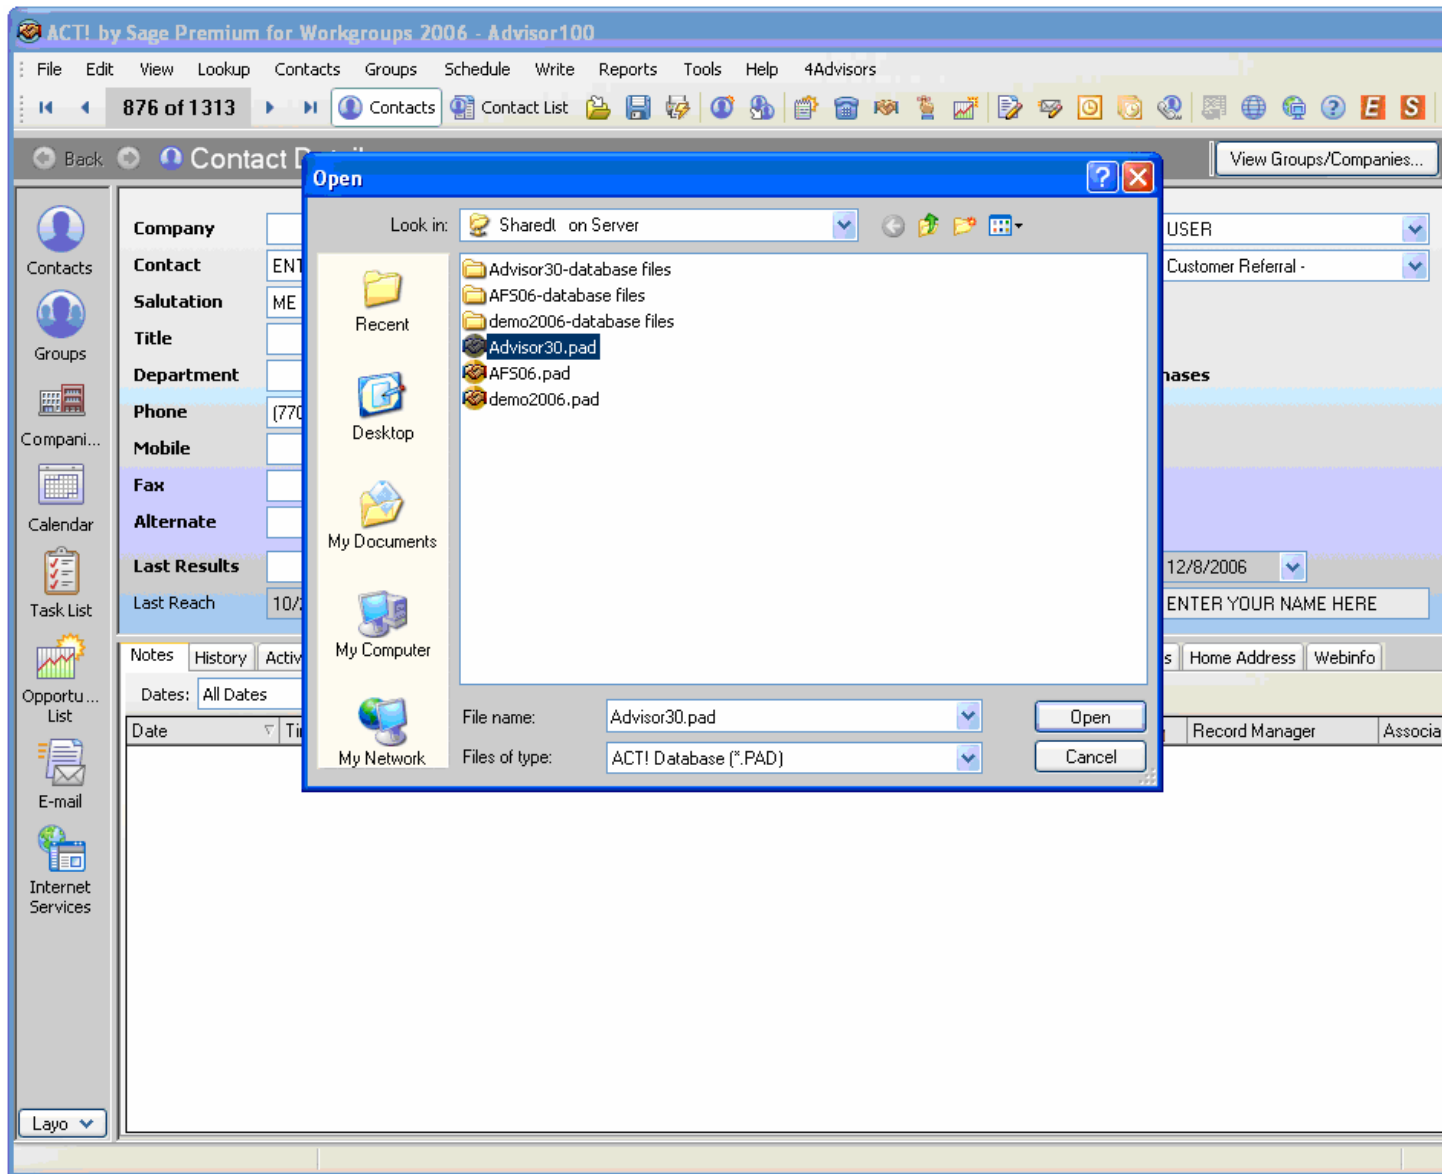 ACT! by Sage Premium for Workgroups 2006 - Advisor100
File Edit View Lookup Contacts Groups Schedule Write Reports Tools Help 4Advisors
876 of 1313 Contacts Contact List E S
Back Contact View Groups/Companies...
Open
Look in: SharedL on Server
Advisor30-database files
AFS06-database files
demo2006-database files
Advisor30.pad
AFS06.pad
demo2006.pad
Recent
Desktop
My Documents
My Computer
My Network
File name: Advisor30.pad Open
Files of type: ACT! Database (*.PAD) Cancel
Contacts
Groups
Compani...
Calendar
Task List
Opportu...
List
E-mail
Internet
Services
Layo
Company USER
Contact ENT Customer Referral -
Salutation ME
Title
Department hases
Phone (770
Mobile
Fax
Alternate
Last Results 12/8/2006
Last Reach 10/2 ENTER YOUR NAME HERE
Notes History Activ s Home Address Webinfo
Dates: All Dates
Date Ti Record Manager Associa